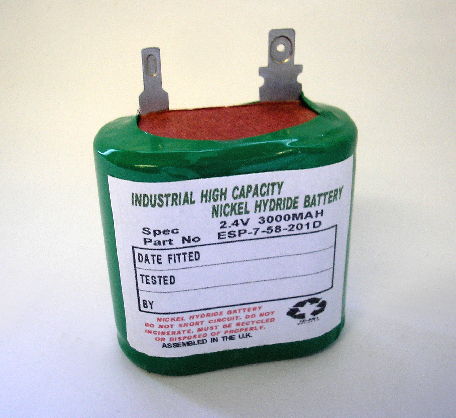 INDUSTRIAL HIGH CAPACITY
NICKEL HYDRIDE BATTERY
Spec 2.4V 3000MAH
Part No ESP-7-58-201D
DATE FITTED
TESTED
BY
NICKEL HYDRIDE BATTERY
DO NOT SHORT CIRCUIT. DO NOT
INCINERATE, MUST BE RECYCLED
OR DISPOSED OF PROPERLY.
ASSEMBLED IN THE U.K.